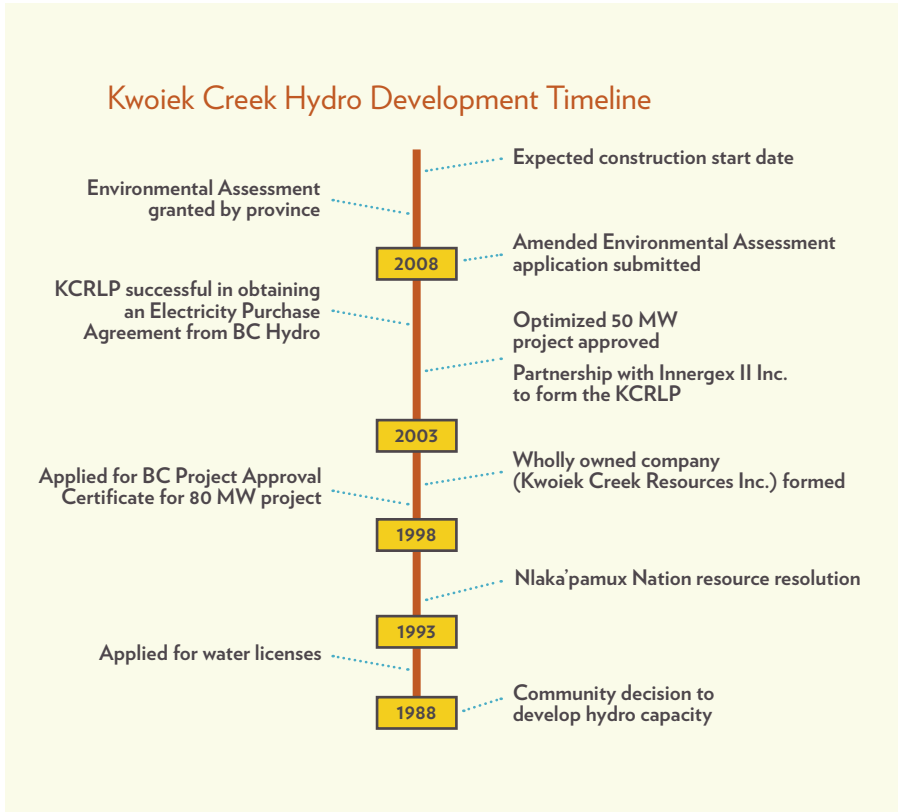 Kwoiek Creek Hydro Development Timeline
Expected construction start date
Environmental Assessment
granted by province
Amended Environmental Assessment
application submitted
2008
KCRLP successful in obtaining
an Electricity Purchase
Agreement from BC Hydro
Optimized 50 MW
project approved
Partnership with Innergex II Inc.
to form the KCRLP
2003
Wholly owned company
(Kwoiek Creek Resources Inc.) formed
Applied for BC Project Approval
Certificate for 80 MW project
1998
Nlaka'pamux Nation resource resolution
1993
Applied for water licenses
Community decision to
develop hydro capacity
1988